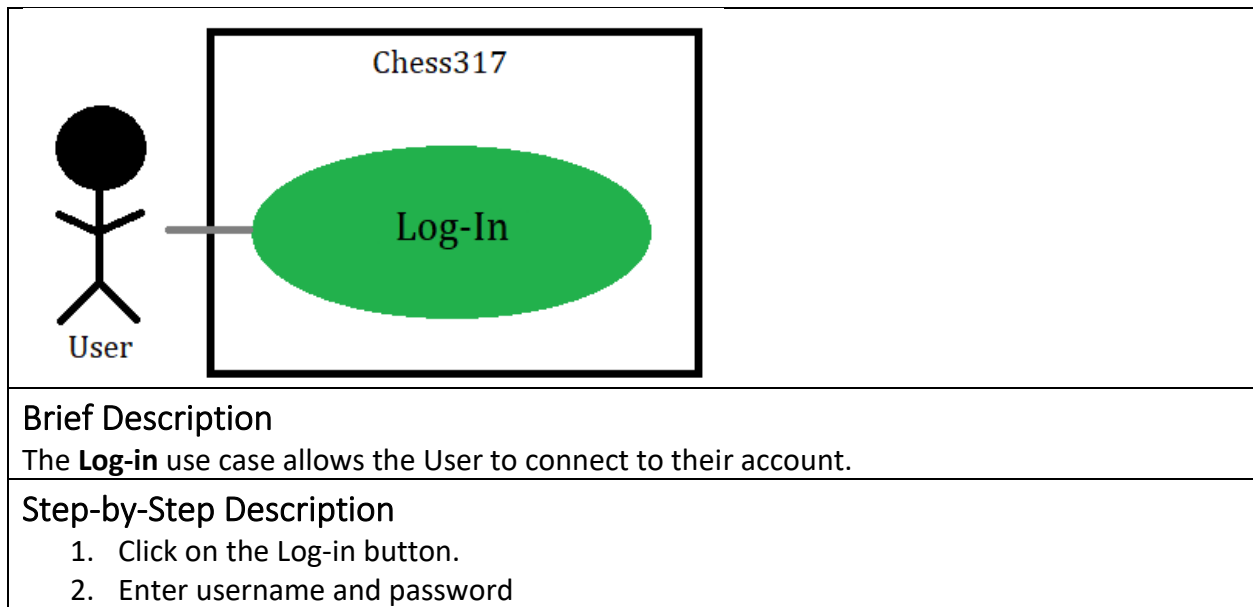 Chess317
Log-In
User
Brief Description
The Log-in use case allows the User to connect to their account.
Step-by-Step Description
1. Click on the Log-in button.
2. Enter username and password